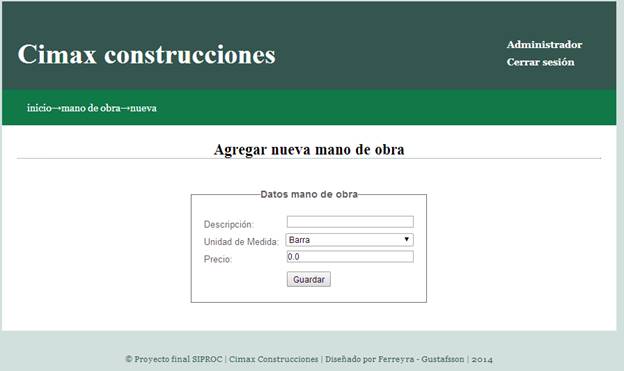 Cimax construcciones
Administrador
Cerrar sesión
inicio→mano de obra→nueva
Agregar nueva mano de obra
Datos mano de obra
Descripción:
Unidad de Medida: Barra
Precio: 0.0
Guardar
© Proyecto final SIPROC | Cimax Construcciones | Diseñado por Ferreyra - Gustafsson | 2014